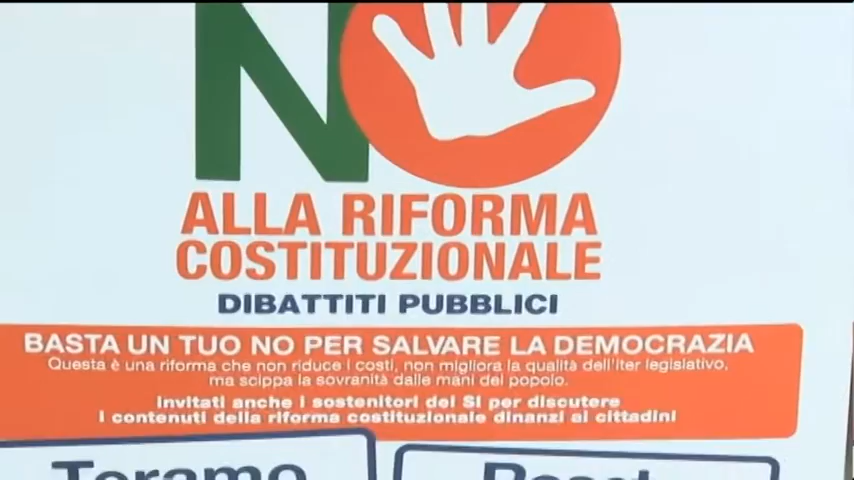 NO
ALLA RIFORMA
COSTITUZIONALE
DIBATTITI PUBBLICI
BASTA UN TUO NO PER SALVARE LA DEMOCRAZIA
Questa è una riforma che non riduce i costi, non migliora la qualità dell'iter legislativo,
ma scippa la sovranità dalle mani del popolo.
Invitati anche i sostenitori del SI per discutere
i contenuti della riforma costituzionale dinanzi ai cittadini
Teramo